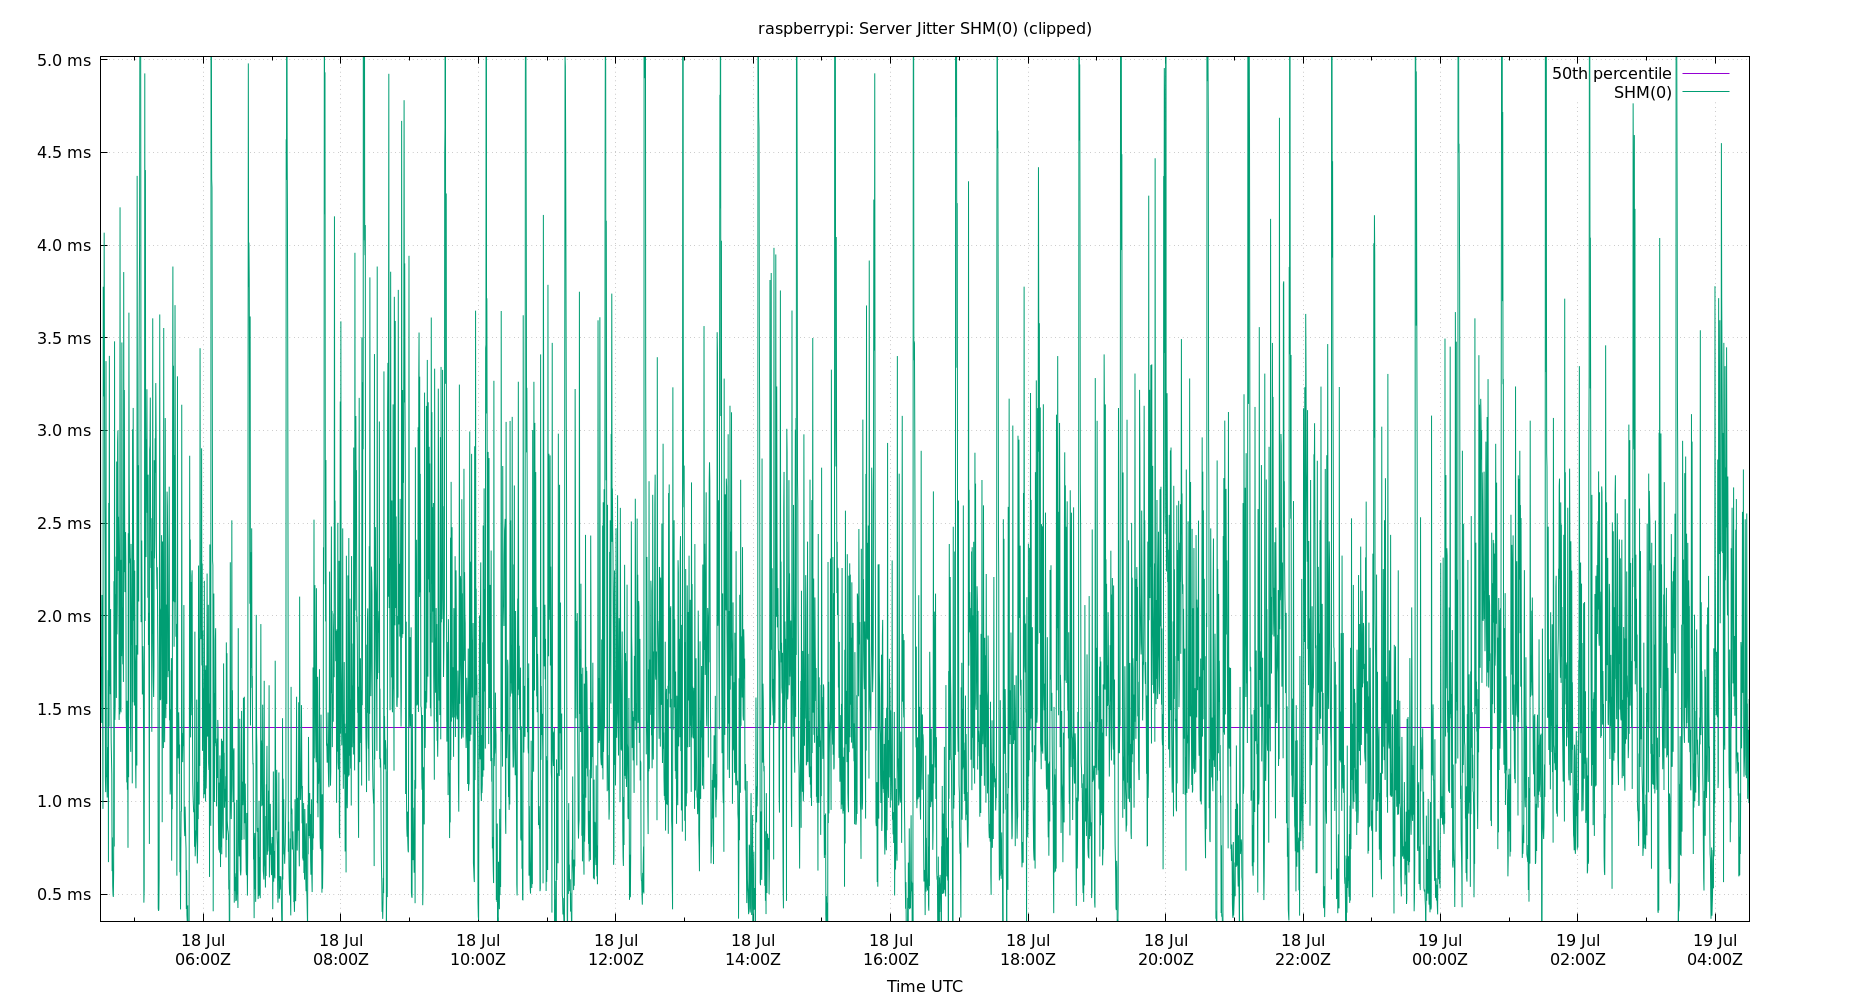 raspberrypi: Server Jitter SHM(0) (clipped)
50th percentile
SHM(0)
5.0 ms
4.5 ms
4.0 ms
3.5 ms
3.0 ms
2.5 ms
2.0 ms
1.5 ms
1.0 ms
0.5 ms
18 Jul 18 Jul 18 Jul 18 Jul 18 Jul 18 Jul 18 Jul 18 Jul 18 Jul 19 Jul 19 Jul 19 Jul
06:00Z 08:00Z 10:00Z 12:00Z 14:00Z 16:00Z 18:00Z 20:00Z 22:00Z 00:00Z 02:00Z 04:00Z
Time UTC